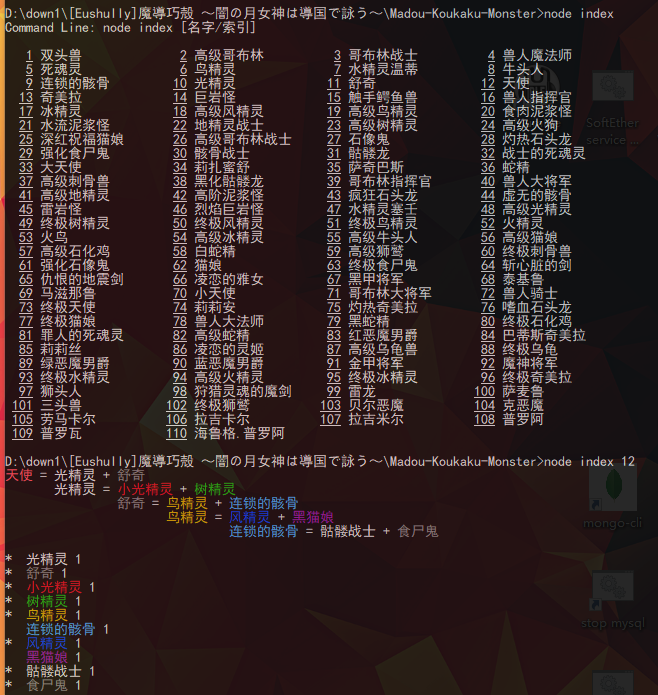 D:\down1\[Eushully]魔導巧殻 ～闇の月女神は導国で詠う～\Madou-Koukaku-Monster>node index
Command Line: node index [名字/索引]
1 双头兽 2 高级哥布林 3 哥布林战士 4 兽人魔法师
5 死魂灵 6 鸟精灵 7 水精灵温蒂 8 牛头人
9 连锁的骸骨 10 光精灵 11 舒奇 12 天使
13 奇美拉 14 巨岩怪 15 触手鳄鱼兽 16 兽人指挥官
17 冰精灵 18 高级风精灵 19 高级鸟精灵 20 食肉泥浆怪
21 水流泥浆怪 22 地精灵战士 23 高级树精灵 24 高级火狗
25 深红祝福猫娘 26 高级哥布林战士 27 石像鬼 28 灼热石头龙
29 强化食尸鬼 30 骸骨战士 31 骷髅龙 32 战士的死魂灵
33 大天使 34 莉扎蜜舒 35 萨奇巴斯 36 蛇精
37 高级刺骨兽 38 黑化骷髅龙 39 哥布林指挥官 40 兽人大将军
41 高级地精灵 42 高阶泥浆怪 43 疯狂石头龙 44 虚无的骸骨
45 雷岩怪 46 烈焰巨岩怪 47 水精灵塞壬 48 高级光精灵
49 终极树精灵 50 终极风精灵 51 终极鸟精灵 52 火精灵
53 火鸟 54 高级冰精灵 55 高级牛头人 56 高级猫娘
57 高级石化鸡 58 白蛇精 59 高级狮鹫 60 终极刺骨兽
61 强化石像鬼 62 猫娘 63 终极食尸鬼 64 斩心脏的剑
65 仇恨的地震剑 66 凌恋的雅女 67 黑甲将军 68 泰基鲁
69 马滋那鲁 70 小天使 71 哥布林大将军 72 兽人骑士
73 终极天使 74 莉莉安 75 灼热奇美拉 76 嗜血石头龙
77 终极猫娘 78 兽人大法师 79 黑蛇精 80 终极石化鸡
81 罪人的死魂灵 82 高级蛇精 83 红恶魔男爵 84 巴蒂斯奇美拉
85 莉莉丝 86 凌恋的灵姬 87 高级乌龟兽 88 终极乌龟
89 绿恶魔男爵 90 蓝恶魔男爵 91 金甲将军 92 魔神将军
93 终极水精灵 94 高级火精灵 95 终极冰精灵 96 终极奇美拉
97 狮头人 98 狩猎灵魂的魔剑 99 雷龙 100 萨麦鲁
101 三头兽 102 终极狮鹫 103 贝尔恶魔 104 克恶魔
105 劳马卡尔 106 拉吉卡尔 107 拉吉米尔 108 普罗阿
109 普罗瓦 110 海鲁格.普罗阿
D:\down1\[Eushully]魔導巧殻 ～闇の月女神は導国で詠う～\Madou-Koukaku-Monster>node index 12
天使 = 光精灵 + 舒奇
光精灵 = 小光精灵 + 树精灵
舒奇 = 鸟精灵 + 连锁的骸骨
鸟精灵 = 风精灵 + 黑猫娘
连锁的骸骨 = 骷髅战士 + 食尸鬼
* 光精灵 1
* 舒奇 1
* 小光精灵 1
* 树精灵 1
* 鸟精灵 1
连锁的骸骨 1
* 风精灵 1
黑猫娘 1
* 骷髅战士 1
* 食尸鬼 1
SoftEther
service ...
mongo-cli
stop mysql